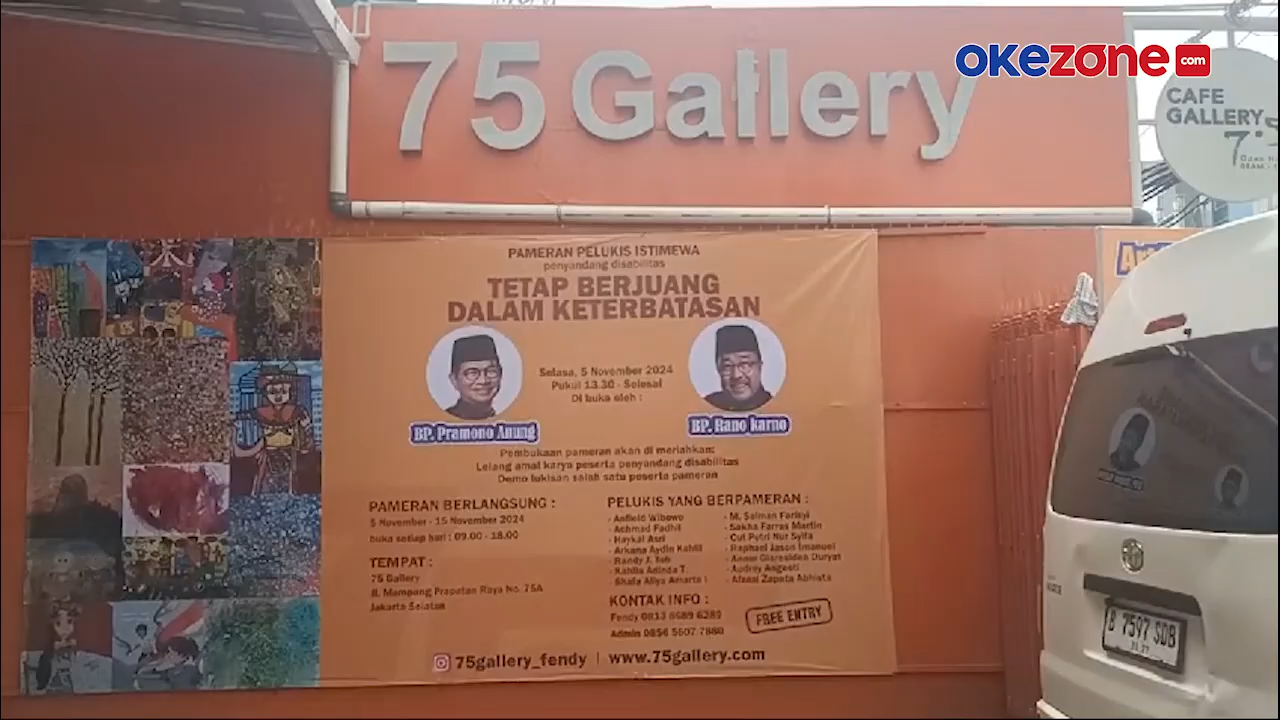 75 Gallery
OKEZONE.com
CAFE
GALLERY
PAMERAN PELUKIS ISTIMEWA
penyandang disabilitas
TETAP BERJUANG
DALAM KETERBATASAN
Selasa, 5 November 2024
Pukul 13.30 - Selesai
Di buka oleh :
BP. Pramono Anung
BP. Rano karno
Pembukaan pameran akan di meriahkan:
Lelang amal karya peserta penyandang disabilitas
Demo lukisan salah satu peserta pameran
PAMERAN BERLANGSUNG :
5 November - 15 November 2024
buka setiap hari : 09.00 - 18.00
TEMPAT :
75 Gallery
Jl. Mampang Prapatan Raya No. 75A
Jakarta Selatan
PELUKIS YANG BERPAMERAN :
- Anfield Wibowo
- Achmad Fadhil
- Haykal Asri
- Arkana Aydin Kahlil
- Randy J.
- Kahlila Adinda T.
- Shafa Aliya Amarta I
- M. Salman Farisyi
- Sakha Farras Martin
- Cut Putri Nur Syifa
- Raphael Jason Imanuel
- Annm Duryat
- Audrey Angesti
- Afzaal Zapata Abhista
KONTAK INFO :
Fendy 0813 8689 6280
Admin 0856 5607 7880
FREE ENTRY
75gallery_fendy | www.75gallery.com
B 7597 SDB